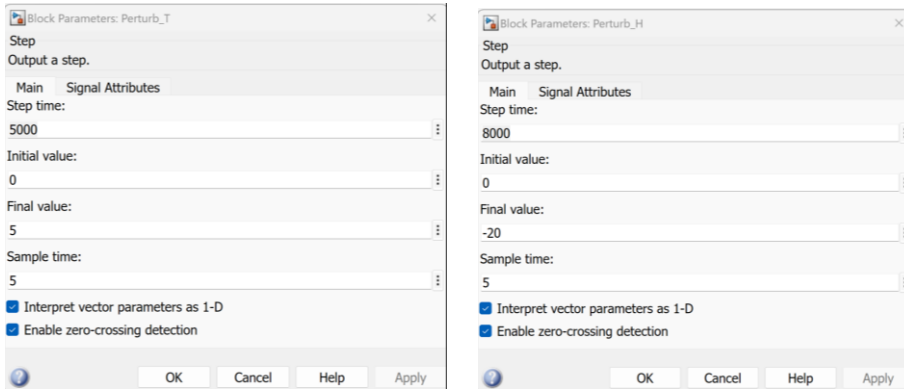 Block Parameters: Perturb_T
Step
Output a step.
Main Signal Attributes
Step time:
5000
Initial value:
0
Final value:
5
Sample time:
5
Interpret vector parameters as 1-D
Enable zero-crossing detection
OK Cancel Help Apply
Block Parameters: Perturb_H
Step
Output a step.
Main Signal Attributes
Step time:
8000
Initial value:
0
Final value:
-20
Sample time:
5
Interpret vector parameters as 1-D
Enable zero-crossing detection
OK Cancel Help Apply